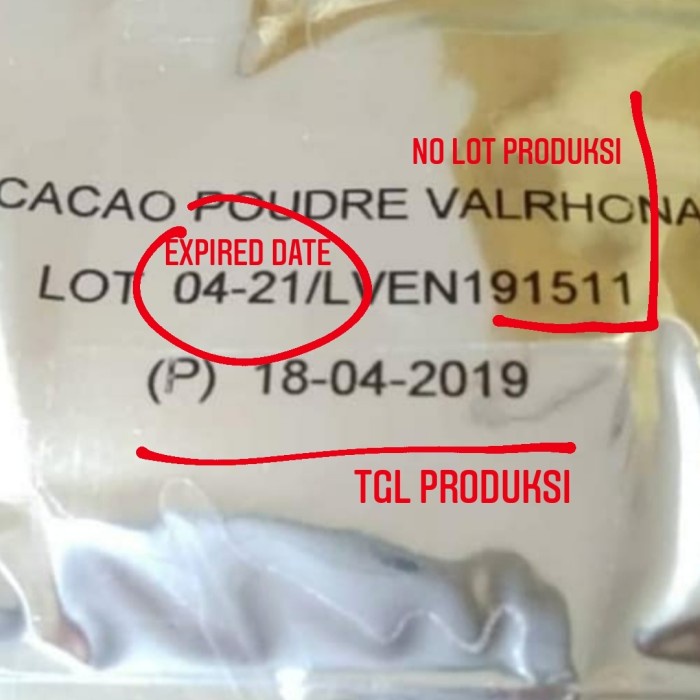 NO LOT PRODUKSI
CACAO POUDRE VALRHONA
EXPIRED DATE
LOT 04-21/LVEN191511
(P) 18-04-2019
TGL PRODUKSI